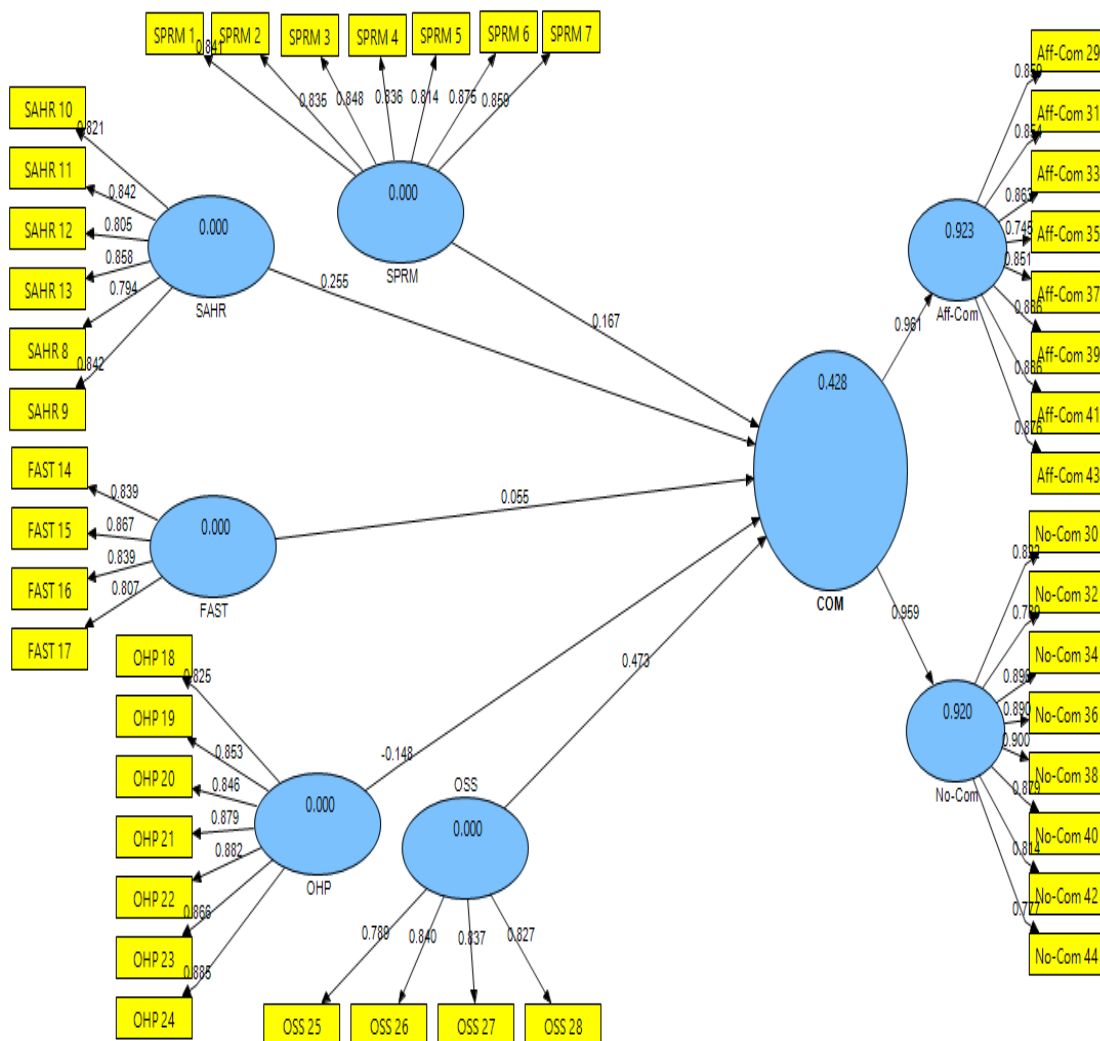 SPRM 1
SPRM 2
SPRM 3
SPRM 4
SPRM 5
SPRM 6
SPRM 7
0.841
0.835
0.848
0.836
0.814
0.875
0.859
0.000
SPRM
SAHR 10
SAHR 11
SAHR 12
SAHR 13
SAHR 8
SAHR 9
0.821
0.842
0.805
0.858
0.794
0.842
0.000
SAHR
0.255
0.167
FAST 14
FAST 15
FAST 16
FAST 17
0.839
0.867
0.839
0.807
0.000
FAST
0.055
OHP 18
OHP 19
OHP 20
OHP 21
OHP 22
OHP 23
OHP 24
0.825
0.853
0.846
0.879
0.882
0.866
0.885
0.000
OHP
-0.148
OSS
0.000
0.473
0.789
0.840
0.837
0.827
OSS 25
OSS 26
OSS 27
OSS 28
0.428
COM
0.961
0.959
0.923
Aff-Com
0.854
0.863
0.745
0.851
0.876
Aff-Com 29
Aff-Com 31
Aff-Com 33
Aff-Com 35
Aff-Com 37
Aff-Com 39
Aff-Com 41
Aff-Com 43
0.920
No-Com
0.890
0.900
0.879
0.814
0.777
No-Com 30
No-Com 32
No-Com 34
No-Com 36
No-Com 38
No-Com 40
No-Com 42
No-Com 44